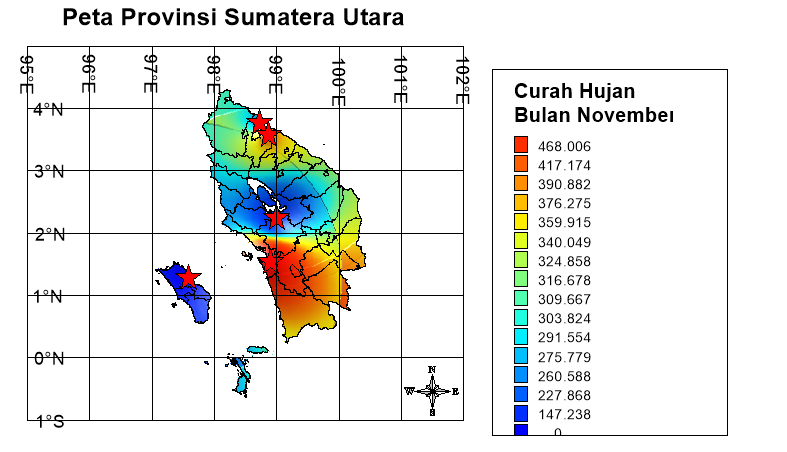 Peta Provinsi Sumatera Utara
95°E 96°E 97°E 98°E 99°E 100°E 101°E 102°E
4°N
3°N
2°N
1°N
0°N
1°S
N
W E
S
Curah Hujan
Bulan November
468.006
417.174
390.882
376.275
359.915
340.049
324.858
316.678
309.667
303.824
291.554
275.779
260.588
227.868
147.238
0